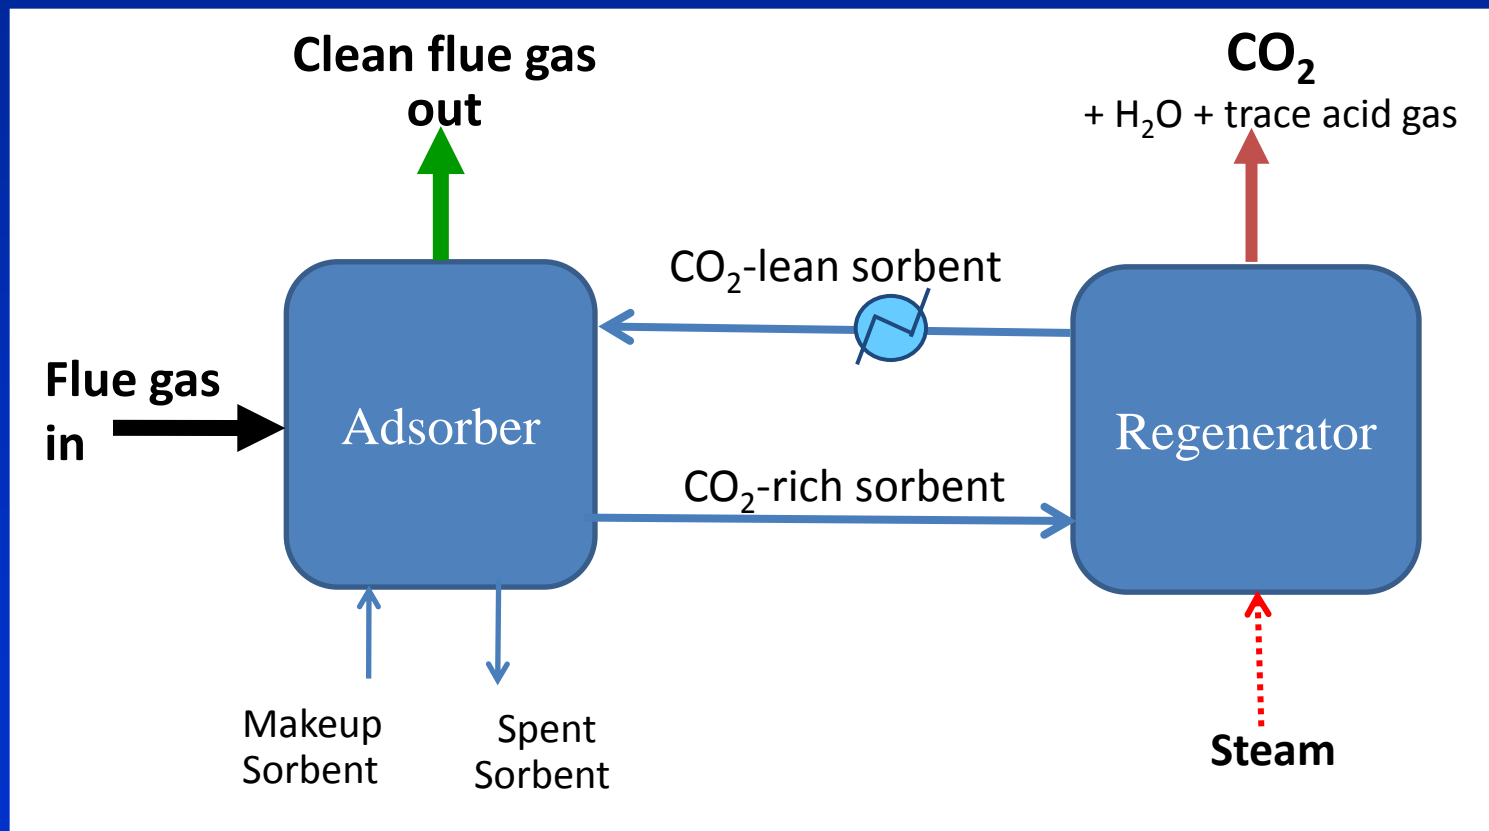 Clean flue gas
out
CO₂
+ H₂O + trace acid gas
CO₂-lean sorbent
Flue gas
in
Adsorber
Regenerator
CO₂-rich sorbent
Makeup
Sorbent
Spent
Sorbent
Steam